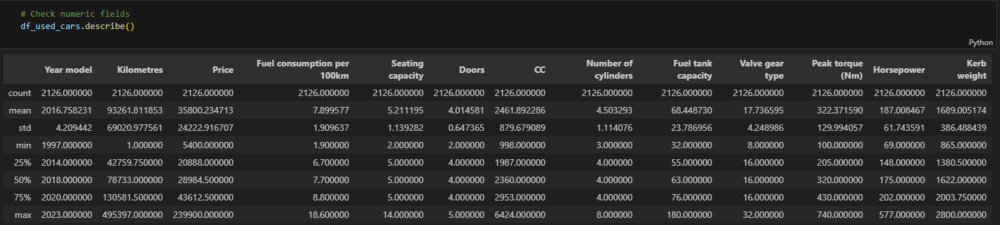 # Check numeric fields
df_used_cars.describe()
Python
Year model Kilometres Price Fuel consumption per 100km Seating capacity Doors CC Number of cylinders Fuel tank capacity Valve gear type Peak torque (Nm) Horsepower Kerb weight
count 2126.000000 2126.000000 2126.000000 2126.000000 2126.000000 2126.000000 2126.000000 2126.000000 2126.000000 2126.000000 2126.000000 2126.000000 2126.000000
mean 2016.758231 93261.811853 35800.234713 7.899577 5.211195 4.014581 2461.892286 4.503293 68.448730 17.736595 322.371590 187.008467 1689.005174
std 4.209442 69020.977561 24222.916707 1.909637 1.139282 0.647365 879.679089 1.114076 23.786956 4.248986 129.994057 61.743591 386.488439
min 1997.000000 1.000000 5400.000000 1.900000 2.000000 2.000000 998.000000 3.000000 32.000000 8.000000 100.000000 69.000000 865.000000
25% 2014.000000 42759.750000 20888.000000 6.700000 5.000000 4.000000 1987.000000 4.000000 55.000000 16.000000 205.000000 148.000000 1380.500000
50% 2018.000000 78733.000000 28984.500000 7.700000 5.000000 4.000000 2360.000000 4.000000 63.000000 16.000000 320.000000 175.000000 1622.000000
75% 2020.000000 130581.500000 43612.500000 8.800000 5.000000 4.000000 2953.000000 4.000000 76.000000 16.000000 430.000000 202.000000 2003.750000
max 2023.000000 495397.000000 239900.000000 18.600000 14.000000 5.000000 6424.000000 8.000000 180.000000 32.000000 740.000000 577.000000 2800.000000